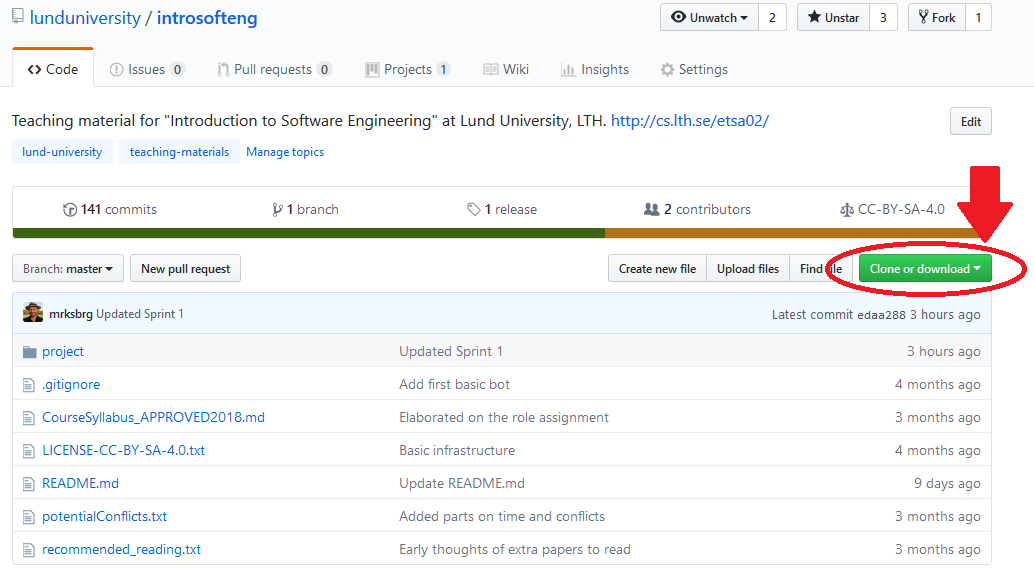 lunduniversity / introsofteng Unwatch 2 Unstar 3 Fork 1
Code Issues 0 Pull requests 0 Projects 1 Wiki Insights Settings
Teaching material for "Introduction to Software Engineering" at Lund University, LTH. http://cs.lth.se/etsa02/ Edit
lund-university teaching-materials Manage topics
141 commits 1 branch 1 release 2 contributors CC-BY-SA-4.0
Branch: master New pull request Create new file Upload files Find file Clone or download
mrksbrg Updated Sprint 1 Latest commit edaa288 3 hours ago
project Updated Sprint 1 3 hours ago
.gitignore Add first basic bot 4 months ago
CourseSyllabus_APPROVED2018.md Elaborated on the role assignment 3 months ago
LICENSE-CC-BY-SA-4.0.txt Basic infrastructure 4 months ago
README.md Update README.md 9 days ago
potentialConflicts.txt Added parts on time and conflicts 3 months ago
recommended_reading.txt Early thoughts of extra papers to read 3 months ago